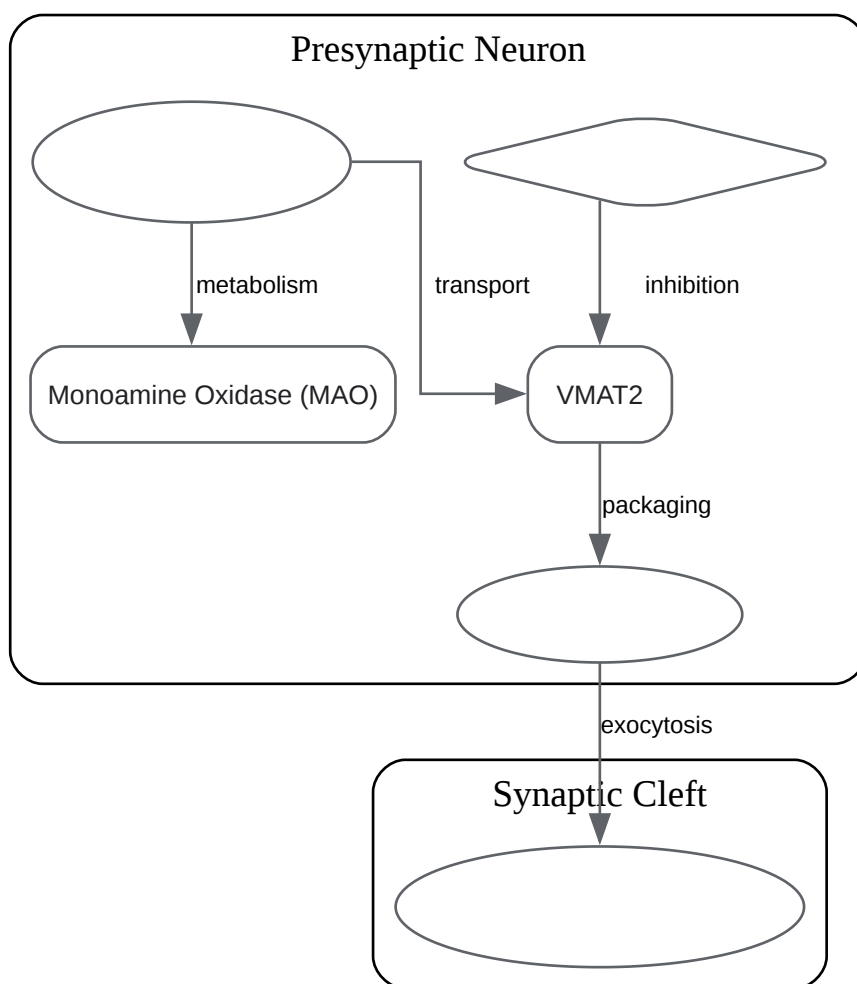 Presynaptic Neuron
metabolism
transport
inhibition
Monoamine Oxidase (MAO)
VMAT2
packaging
exocytosis
Synaptic Cleft